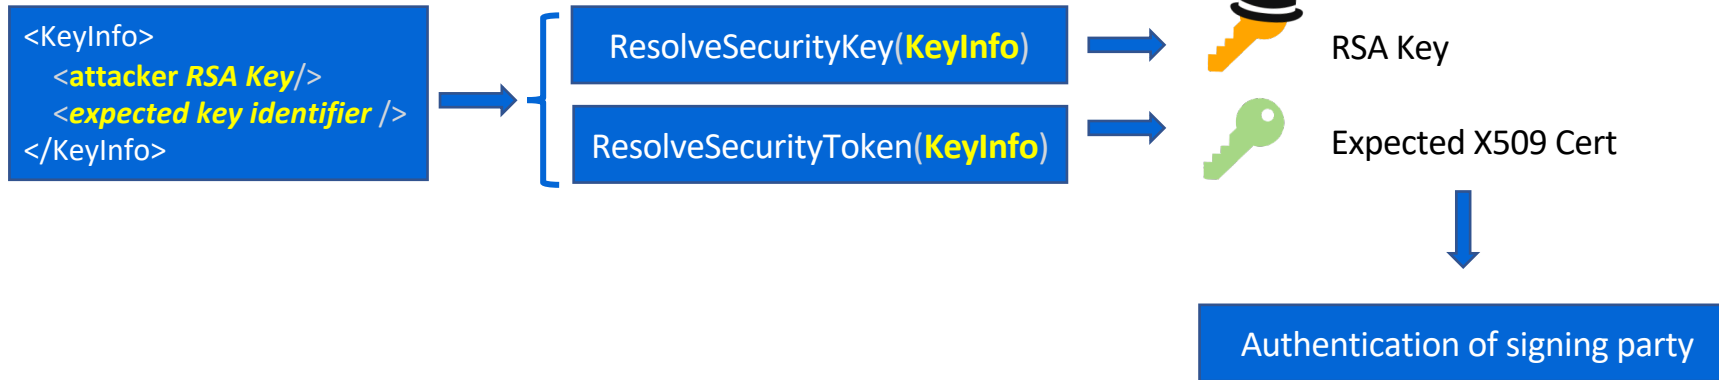 <KeyInfo>
<attacker RSA Key/>
<expected key identifier />
</KeyInfo>
ResolveSecurityKey(KeyInfo)
ResolveSecurityToken(KeyInfo)
RSA Key
Expected X509 Cert
Authentication of signing party